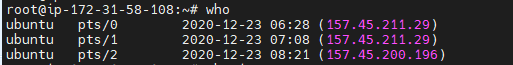 root@ip-172-31-58-108:~# who
ubuntu   pts/0        2020-12-23 06:28 (157.45.211.29)
ubuntu   pts/1        2020-12-23 07:08 (157.45.211.29)
ubuntu   pts/2        2020-12-23 08:21 (157.45.200.196)